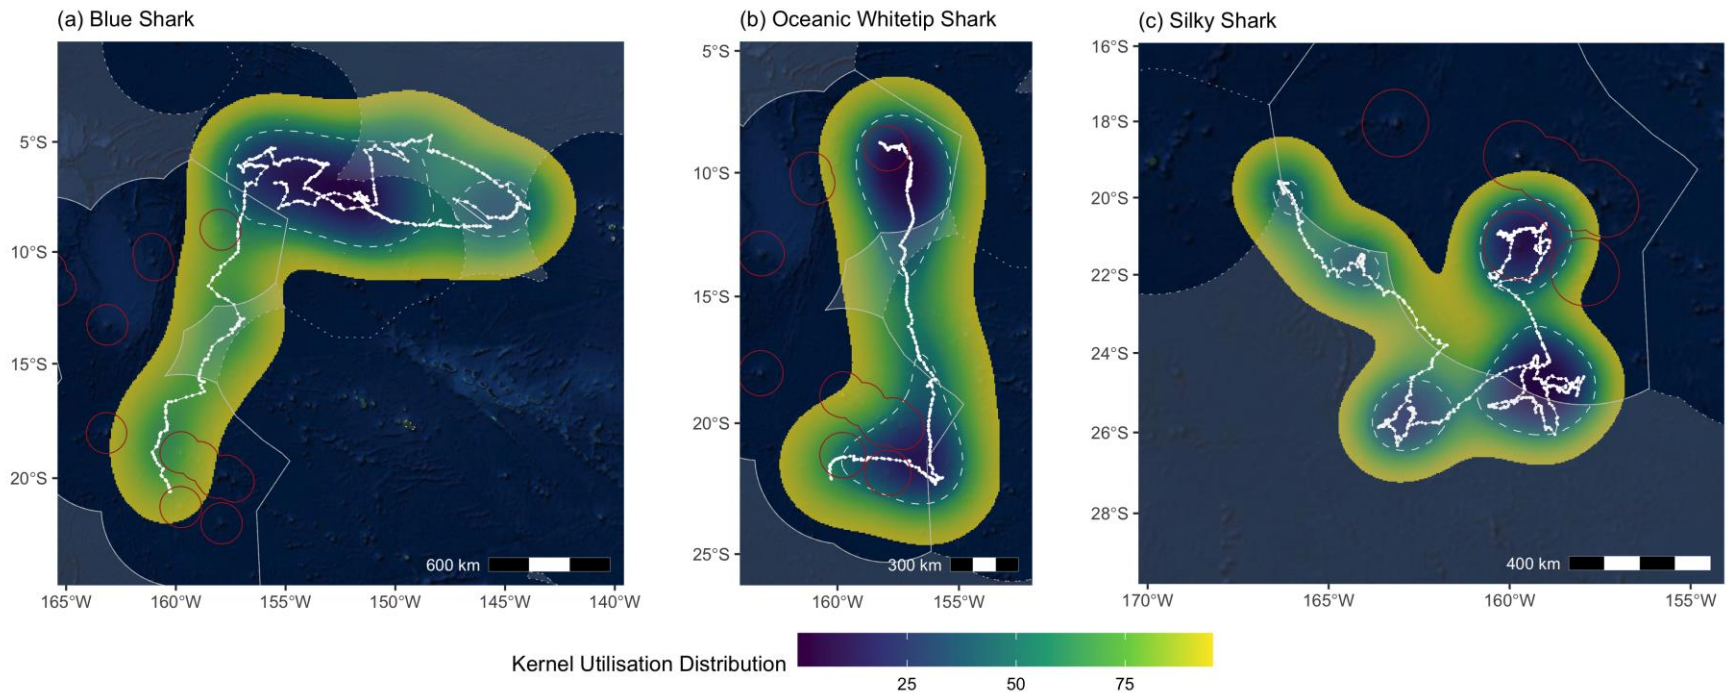 (a) Blue Shark
(b) Oceanic Whitetip Shark
(c) Silky Shark
5°S
10°S
15°S
20°S
600 km
165°W
160°W
155°W
150°W
145°W
140°W
5°S
10°S
15°S
20°S
25°S
300 km
160°W
155°W
16°S
18°S
20°S
22°S
24°S
26°S
28°S
400 km
170°W
165°W
160°W
155°W
Kernel Utilisation Distribution
25
50
75